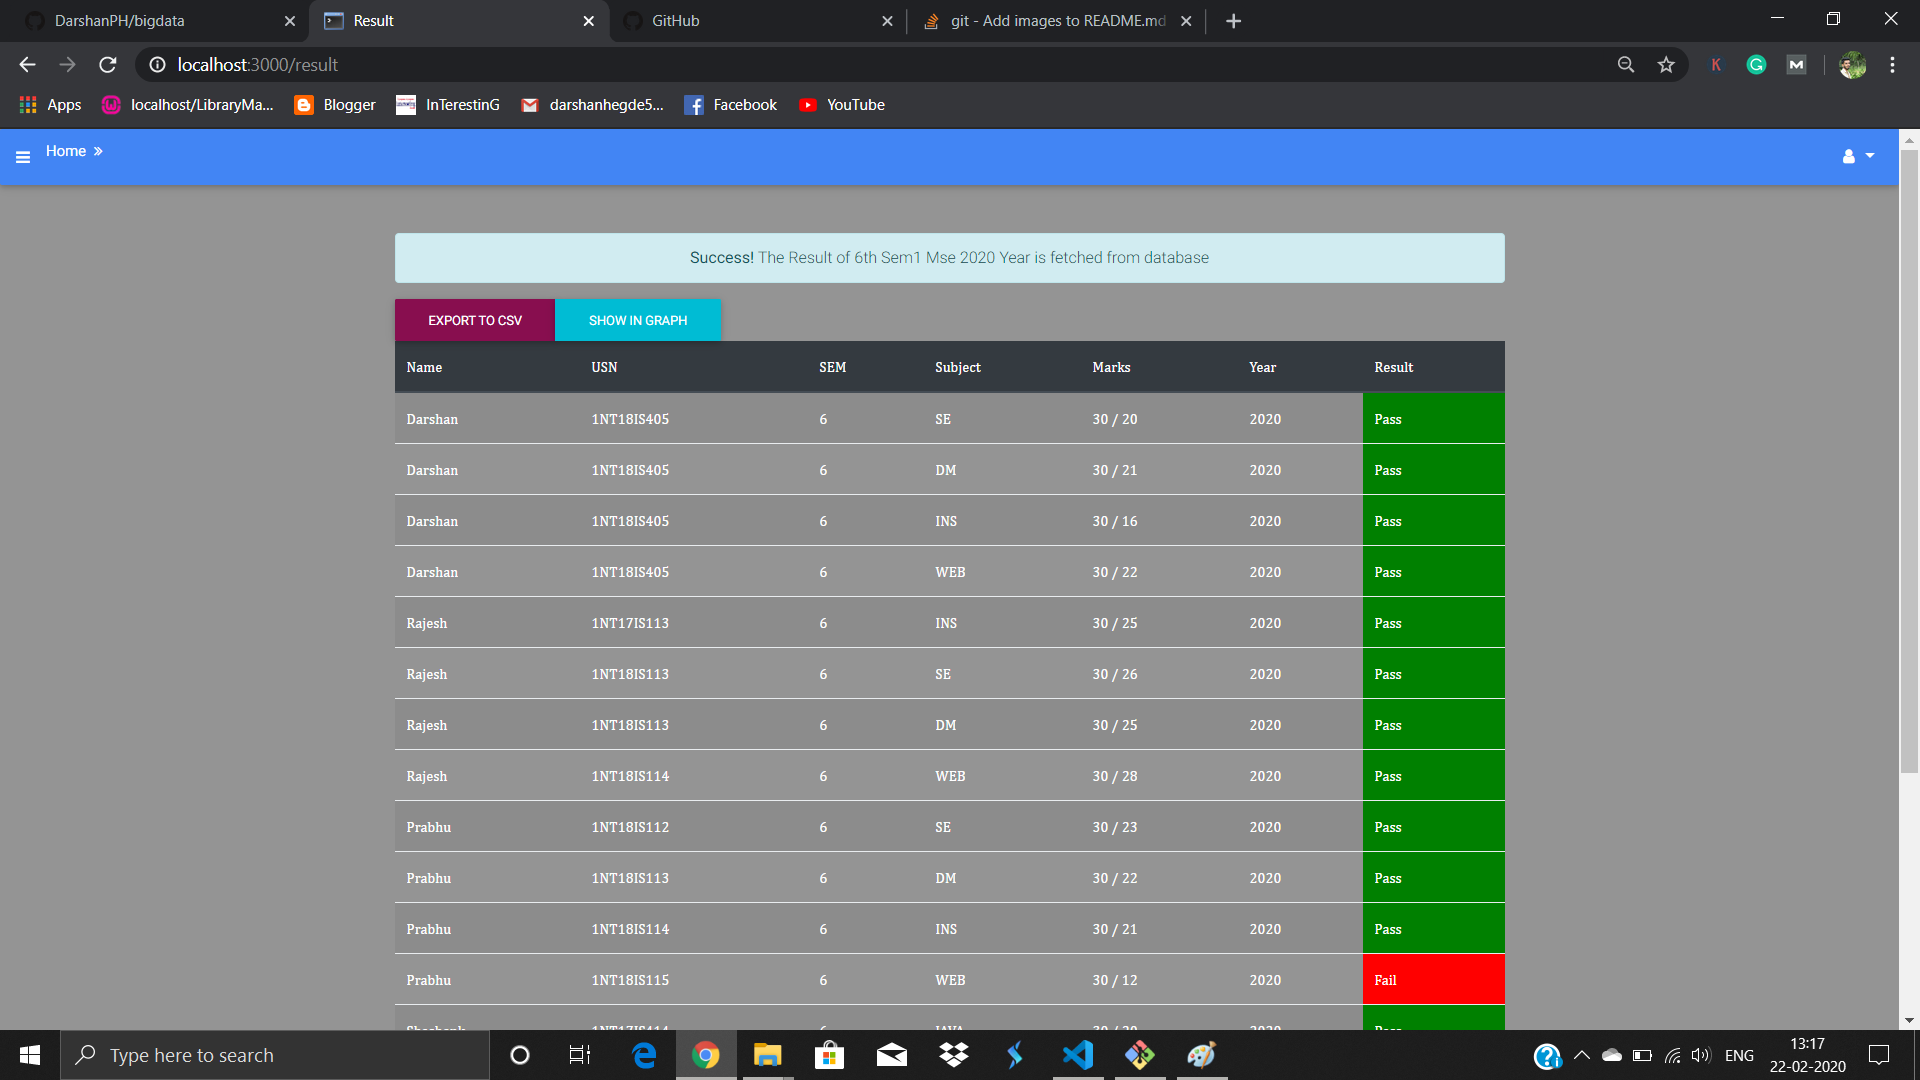 DarshanPH/bigdata
Result
GitHub
git - Add images to README.md
localhost:3000/result
Apps
localhost/LibraryMa...
Blogger
InTerestinG
darshanhegde5...
Facebook
YouTube
Home »
Success! The Result of 6th Sem1 Mse 2020 Year is fetched from database
EXPORT TO CSV SHOW IN GRAPH
Name USN SEM Subject Marks Year Result
Darshan 1NT18IS405 6 SE 30 / 20 2020 Pass
Darshan 1NT18IS405 6 DM 30 / 21 2020 Pass
Darshan 1NT18IS405 6 INS 30 / 16 2020 Pass
Darshan 1NT18IS405 6 WEB 30 / 22 2020 Pass
Rajesh 1NT17IS113 6 INS 30 / 25 2020 Pass
Rajesh 1NT18IS113 6 SE 30 / 26 2020 Pass
Rajesh 1NT18IS113 6 DM 30 / 25 2020 Pass
Rajesh 1NT18IS114 6 WEB 30 / 28 2020 Pass
Prabhu 1NT18IS112 6 SE 30 / 23 2020 Pass
Prabhu 1NT18IS113 6 DM 30 / 22 2020 Pass
Prabhu 1NT18IS114 6 INS 30 / 21 2020 Pass
Prabhu 1NT18IS115 6 WEB 30 / 12 2020 Fail
Type here to search
ENG
13:17
22-02-2020